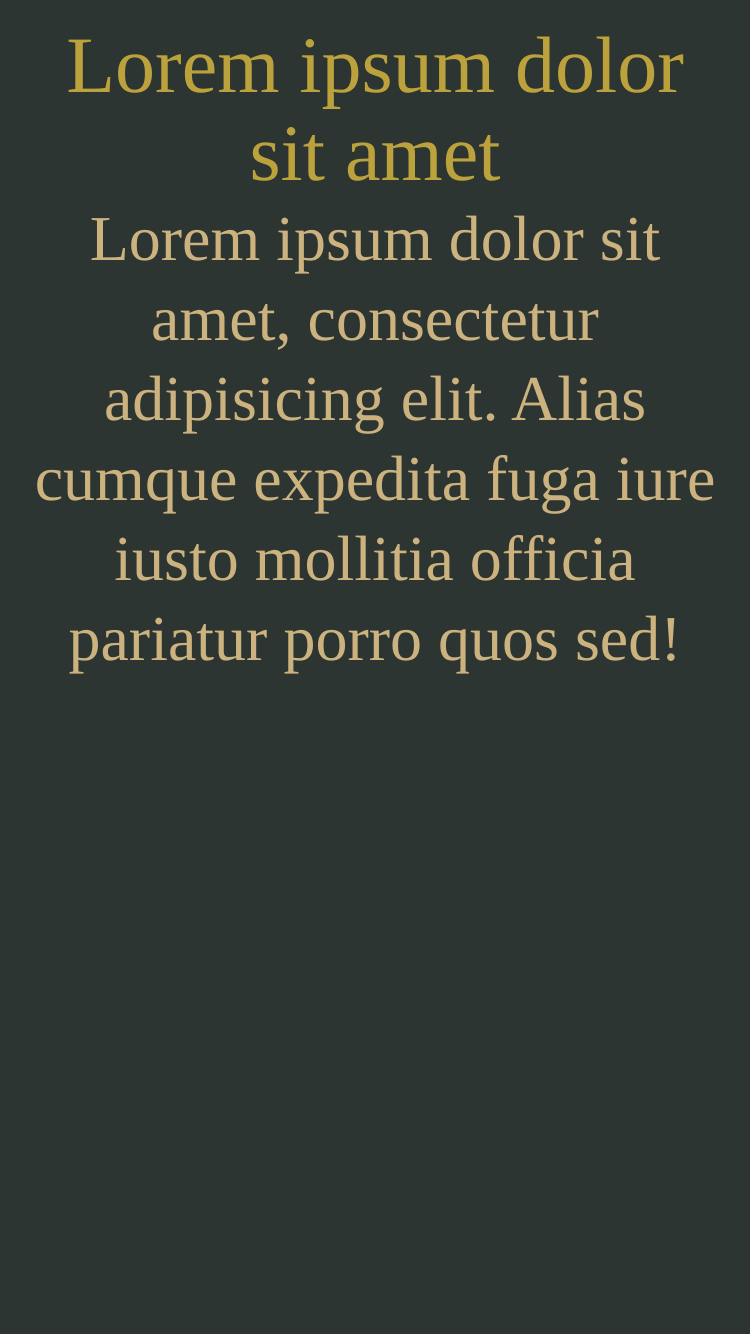 Lorem ipsum dolor
sit amet
Lorem ipsum dolor sit
amet, consectetur
adipisicing elit. Alias
cumque expedita fuga iure
iusto mollitia officia
pariatur porro quos sed!